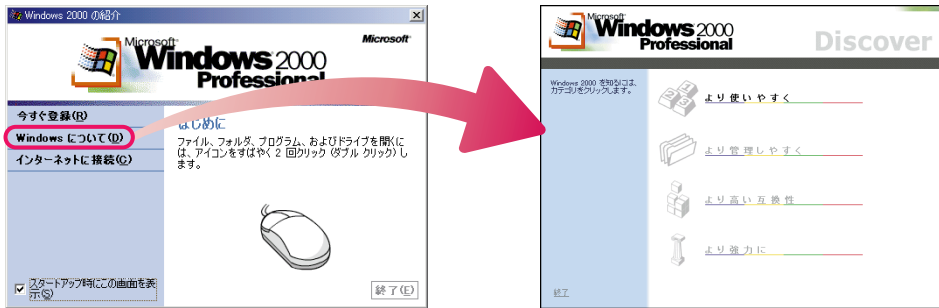 Windows 2000 の紹介
Microsoft
Windows 2000
Professional
Microsoft
今すぐ登録(R)
Windows について(D)
インターネットに接続(C)
はじめに
ファイル、フォルダ、プログラム、およびドライブを開くに
は、アイコンをすばやく 2 回クリック (ダブル クリック) し
ます。
スタートアップ時にこの画面を表
示(S)
終了(E)
Microsoft
Windows 2000
Professional
Discover
Windows 2000 を知るには、
カテゴリをクリックします。
より使いやすく
より管理しやすく
より高い互換性
より強力に
終了